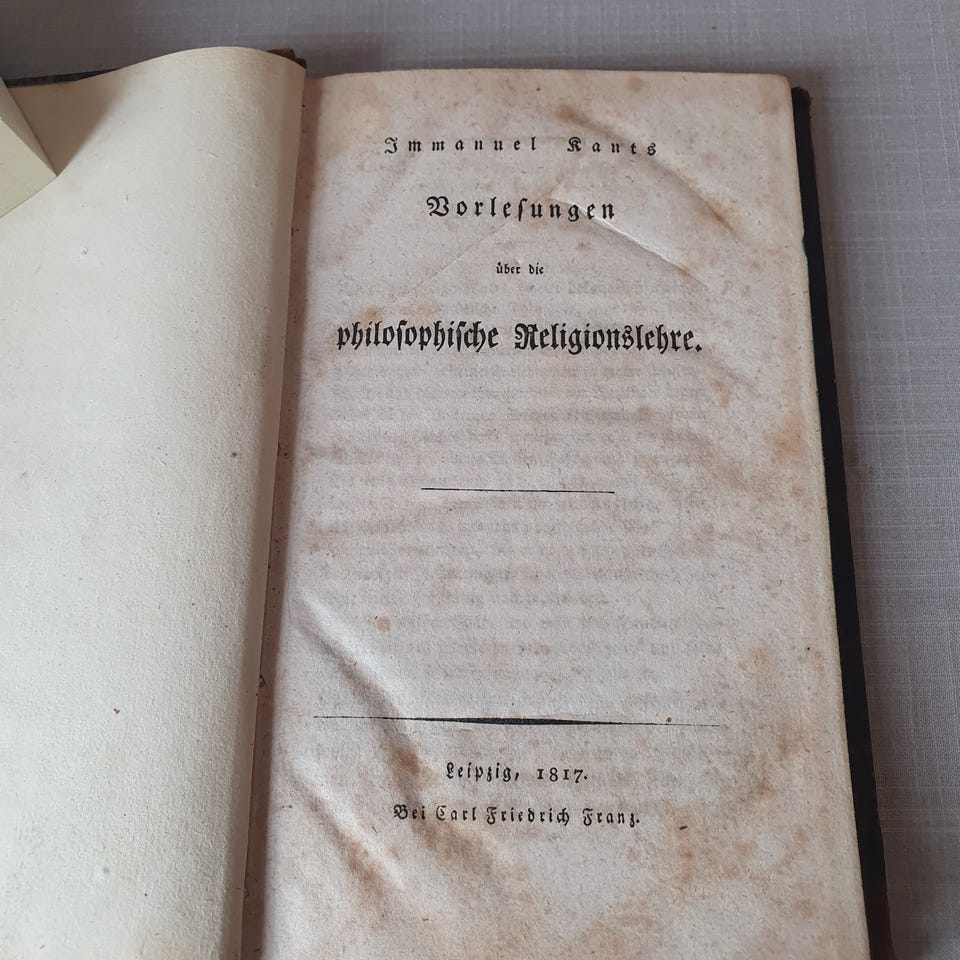 Immanuel Kants
Vorleſungen
über die
philoſophiſche Religionslehre.
Leipzig, 1817.
Bei Carl Friedrich Franz.